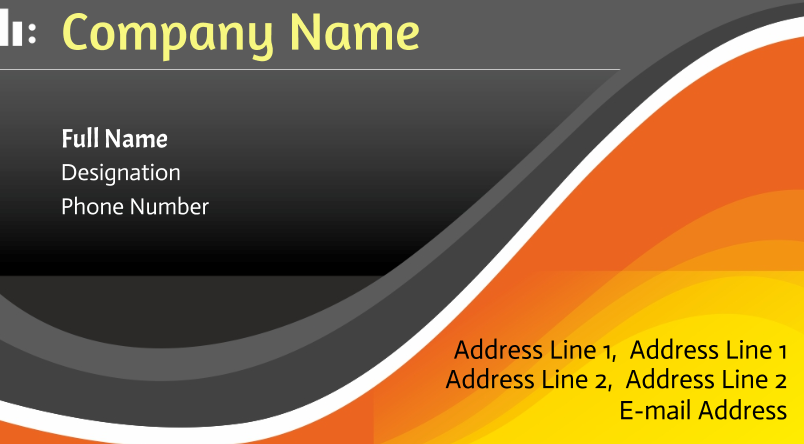 Company Name
Full Name
Designation
Phone Number
Address Line 1,  Address Line 1
Address Line 2,  Address Line 2
E-mail Address